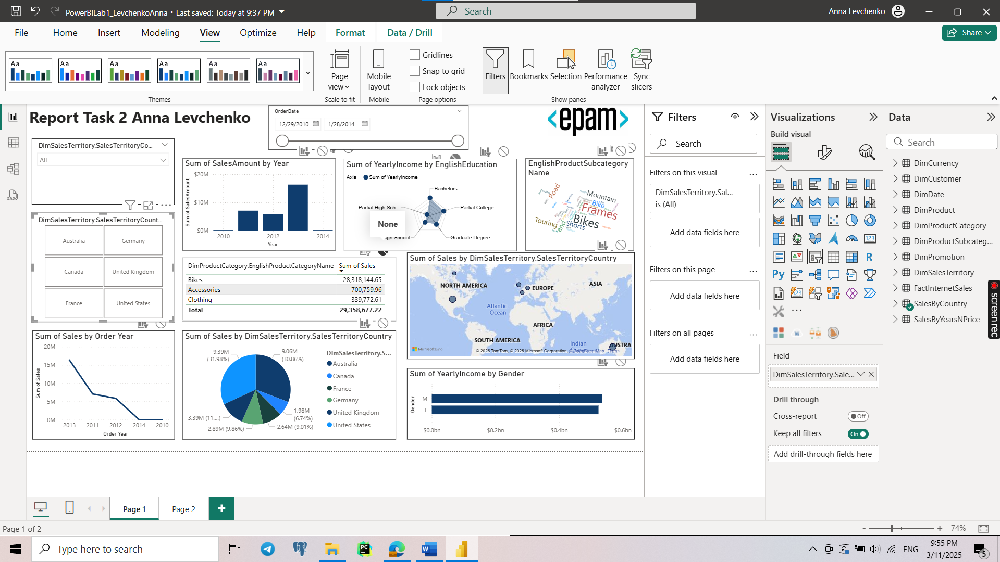 PowerBILab1_LevchenkoAnna • Last saved: Today at 9:37 PM
Search
Anna Levchenko
File
Home
Insert
Modeling
View
Optimize
Help
Format
Data / Drill
Share
Aa
Aa
Aa
Aa
Aa
Aa
Page view
Mobile layout
Gridlines
Snap to grid
Lock objects
Filters
Bookmarks
Selection
Performance analyzer
Sync slicers
Themes
Scale to fit
Mobile
Page options
Show panes
Report Task 2 Anna Levchenko
OrderDate
12/29/2010
1/28/2014
<epam>
DimSalesTerritory.SalesTerritoryCo...
All
DimSalesTerritory.SalesTerritoryCount...
Australia
Germany
Canada
United Kingdom
France
United States
Sum of SalesAmount by Year
Sum of SalesAmount
$20M
$10M
$0M
2010
2012
2014
Year
Sum of YearlyIncome by EnglishEducation
Axis
Sum of YearlyIncome
Bachelors
Partial High Sch...
Partial College
None
igh School
Graduate Degree
EnglishProductSubcategory
Name
Road
Mountain
Bike
Frames
Bikes
Touring
and
Shorts
DimProductCategory.EnglishProductCategoryName Sum of Sales
Bikes 28,318,144.65
Accessories 700,759.96
Clothing 339,772.61
Total 29,358,677.22
Sum of Sales by DimSalesTerritory.SalesTerritoryCountry
NORTH AMERICA
EUROPE
ASIA
Atlantic
Ocean
AFRICA
SOUTH AMERICA
Indian
Ocean
AUSTRA
Microsoft Bing
© 2025 TomTom, © 2025 Microsoft Corporation, © OpenStreetMap Terms
Sum of Sales by Order Year
Sum of Sales
20M
15M
10M
5M
0M
2013
2011
2012
2014
2010
Order Year
Sum of Sales by DimSalesTerritory.SalesTerritoryCountry
9.39M
(31.98%)
9.06M
(30.86%)
1.98M
(6.74%)
2.64M (9.01%)
2.89M (9.86%)
3.39M (11....)
DimSalesTerritory.S...
Australia
Canada
France
Germany
United Kingdom
United States
Sum of YearlyIncome by Gender
Gender
M
F
$0.0bn
$0.2bn
$0.4bn
$0.6bn
Filters
Search
Filters on this visual
...
DimSalesTerritory.Sal...
is (All)
Add data fields here
Filters on this page
...
Add data fields here
Filters on all pages
...
Add data fields here
Visualizations
Build visual
123
R
Py
...
Field
DimSalesTerritory.Sale...
Drill through
Cross-report
Off
Keep all filters
On
Add drill-through fields here
Data
Search
DimCurrency
DimCustomer
DimDate
DimProduct
DimProductCategory
DimProductSubcateg...
DimPromotion
DimSalesTerritory
FactInternetSales
SalesByCountry
SalesByYearsNPrice
screenrec
Page 1
Page 2
+
Page 1 of 2
- + 74%
Type here to search
ENG
9:55 PM
3/11/2025
5